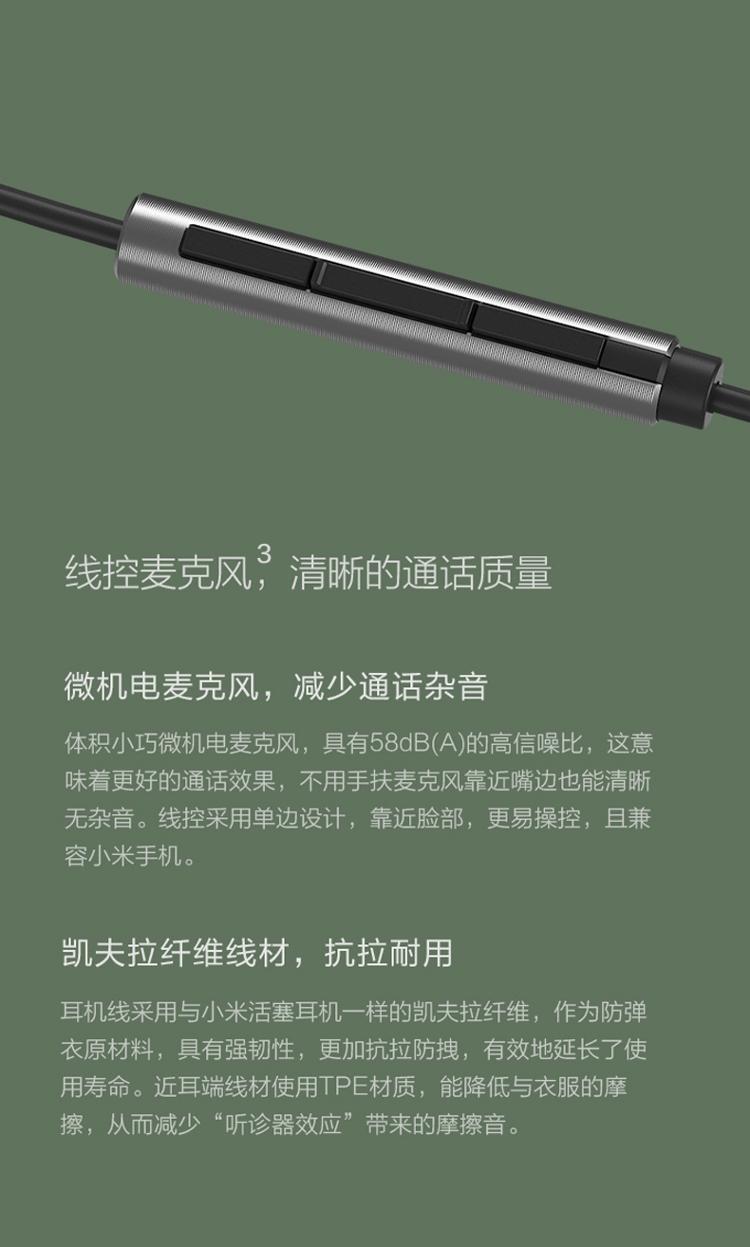 线控麦克风3，清晰的通话质量
微机电麦克风，减少通话杂音
体积小巧微机电麦克风，具有58dB(A)的高信噪比，这意
味着更好的通话效果，不用手扶麦克风靠近嘴边也能清晰
无杂音。线控采用单边设计，靠近脸部，更易操控，且兼
容小米手机。
凯夫拉纤维线材，抗拉耐用
耳机线采用与小米活塞耳机一样的凯夫拉纤维，作为防弹
衣原材料，具有强韧性，更加抗拉防拽，有效地延长了使
用寿命。近耳端线材使用TPE材质，能降低与衣服的摩
擦，从而减少“听诊器效应”带来的摩擦音。